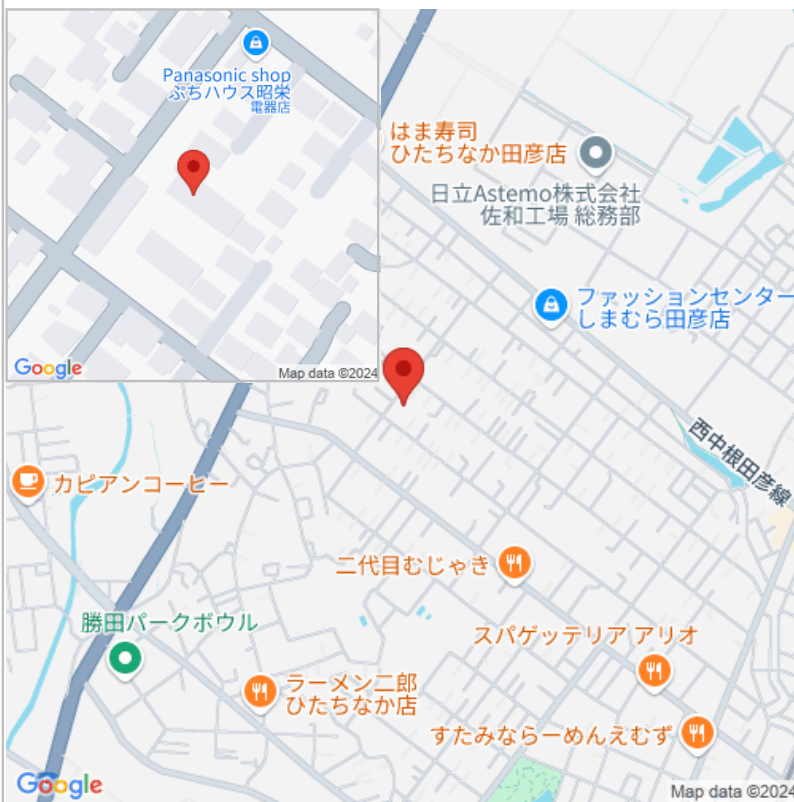 Panasonic shop
ぷちハウス昭栄
電器店
Google
Map data ©2024
はま寿司
ひたちなか田彦店
日立Astemo株式会社
佐和工場 総務部
ファッションセンター
しまむら田彦店
西中根田彦線
カピアンコーヒー
二代目むじゃき
勝田パークボウル
スパゲッテリア アリオ
ラーメン二郎
ひたちなか店
すたみならーめんえむず
Google
Map data ©2024